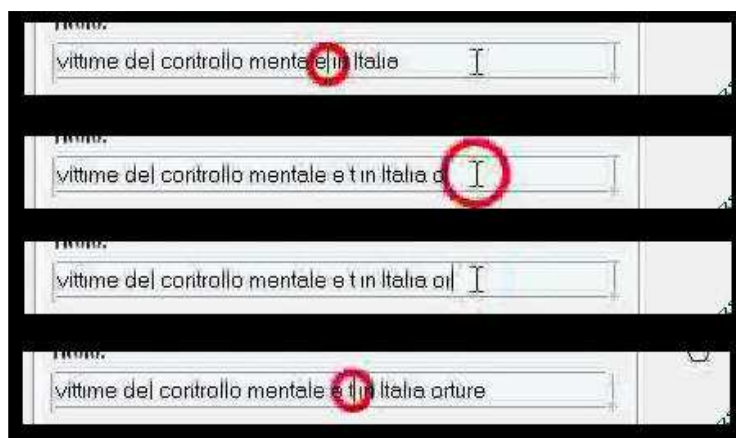 vittime del controllo mentale in Italia
vittime del controllo mentale e t in Italia o
vittime del controllo mentale e t in Italia or
vittime del controllo mentale e t in Italia orture